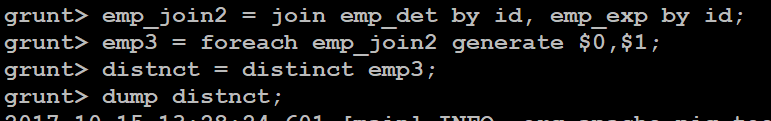 grunt> emp_join2 = join emp_det by id, emp_exp by id;
grunt> emp3 = foreach emp_join2 generate $0,$1;
grunt> distnct = distinct emp3;
grunt> dump distnct;